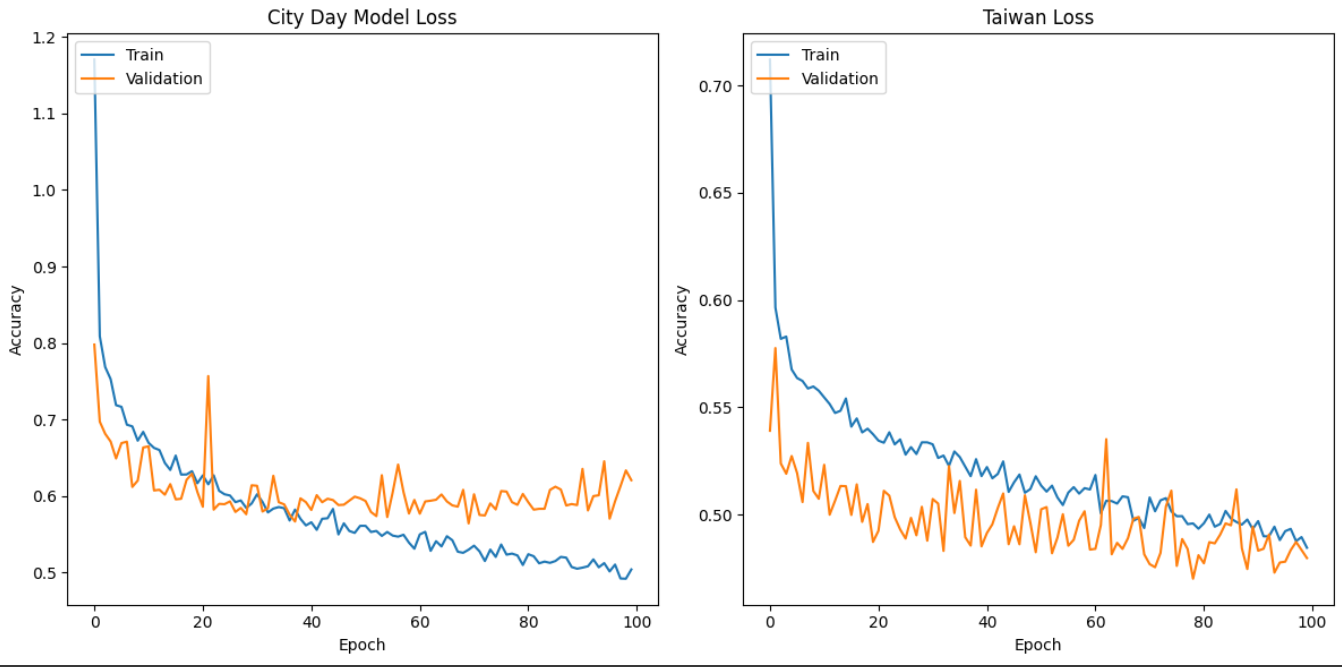 City Day Model Loss
Train
Validation
1.2
1.1
1.0
0.9
0.8
0.7
0.6
0.5
Accuracy
0
20
40
60
80
100
Epoch
Taiwan Loss
Train
Validation
0.70
0.65
0.60
0.55
0.50
Accuracy
0
20
40
60
80
100
Epoch